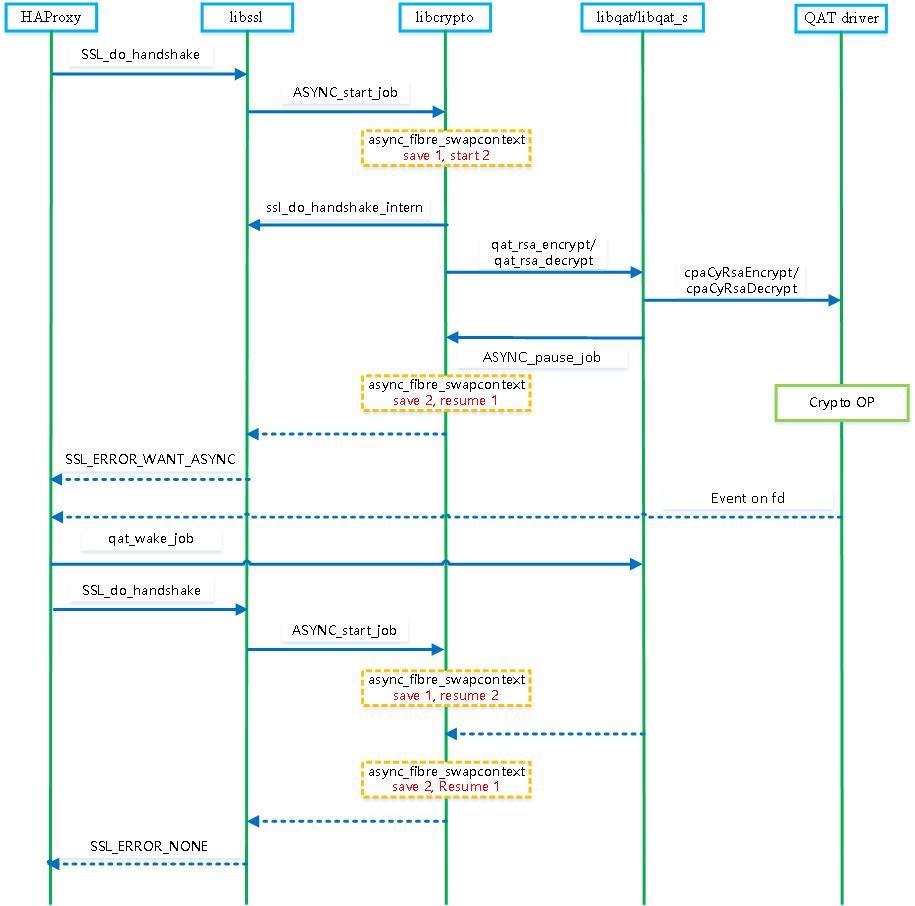 HAProxy
libssl
libcrypto
libqat/libqat_s
QAT driver
SSL_do_handshake
ASYNC_start_job
async_fibre_swapcontext
save 1, start 2
ssl_do_handshake_intern
qat_rsa_encrypt/
qat_rsa_decrypt
cpaCyRsaEncrypt/
cpaCyRsaDecrypt
ASYNC_pause_job
async_fibre_swapcontext
save 2, resume 1
Crypto OP
SSL_ERROR_WANT_ASYNC
Event on fd
qat_wake_job
SSL_do_handshake
ASYNC_start_job
async_fibre_swapcontext
save 1, resume 2
async_fibre_swapcontext
save 2, Resume 1
SSL_ERROR_NONE